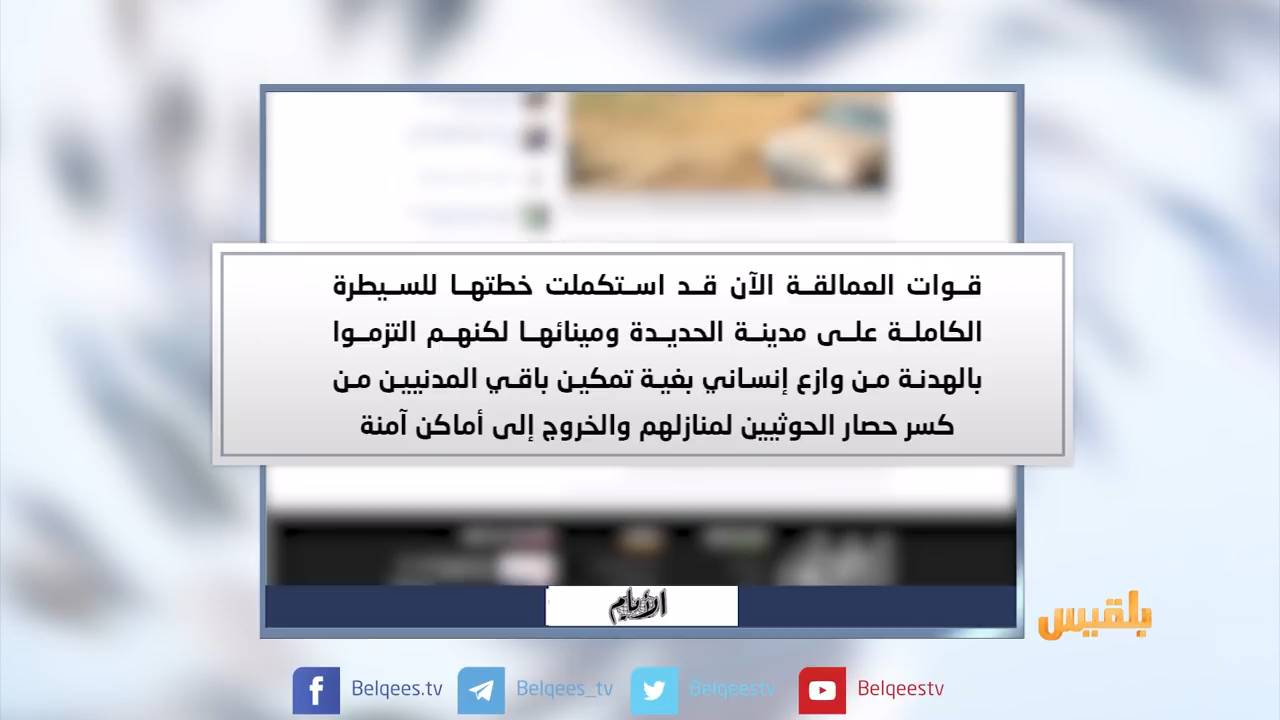 قوات العمالقة الآن قد استكملت خطتها للسيطرة
الكاملة على مدينة الحديدة ومينائها لكنهم التزموا
بالهدنة من وازع إنساني بغية تمكين باقي المدنيين من
كسر حصار الحوثيين لمنازلهم والخروج إلى أماكن آمنة
الأيام
بلقيس
Belqees.tv
Belqees_tv
Belqeestv
Belqeestv